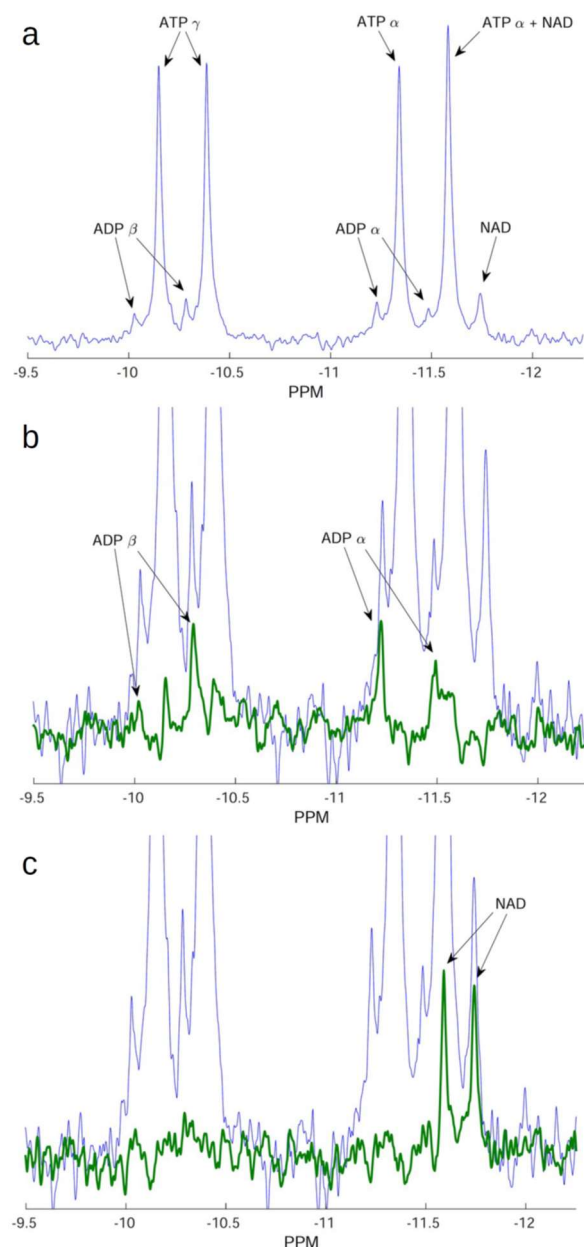 a
ATP γ
ATP α
ATP α + NAD
ADP β
ADP α
NAD
-9.5 -10 -10.5 -11 -11.5 -12
PPM
b
ADP β
ADP α
-9.5 -10 -10.5 -11 -11.5 -12
PPM
c
NAD
-9.5 -10 -10.5 -11 -11.5 -12
PPM